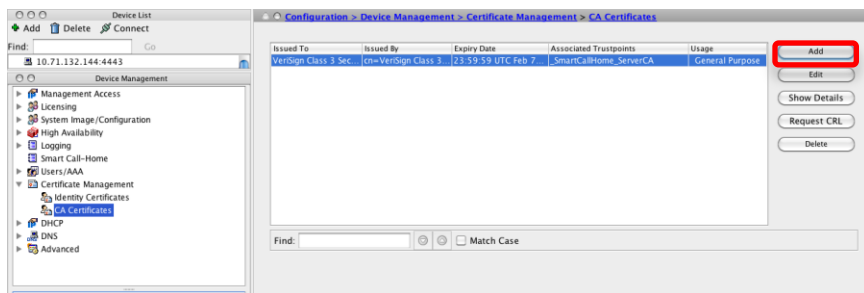 Device List
Add Delete Connect
Find: Go
10.71.132.144:4443
Device Management
Management Access
Licensing
System Image/Configuration
High Availability
Logging
Smart Call-Home
Users/AAA
Certificate Management
Identity Certificates
CA Certificates
DHCP
DNS
Advanced
Configuration > Device Management > Certificate Management > CA Certificates
Issued To Issued By Expiry Date Associated Trustpoints Usage
VeriSign Class 3 Sec... cn=VeriSign Class 3... 23:59:59 UTC Feb 7... _SmartCallHome_ServerCA General Purpose
Add
Edit
Show Details
Request CRL
Delete
Find: Match Case